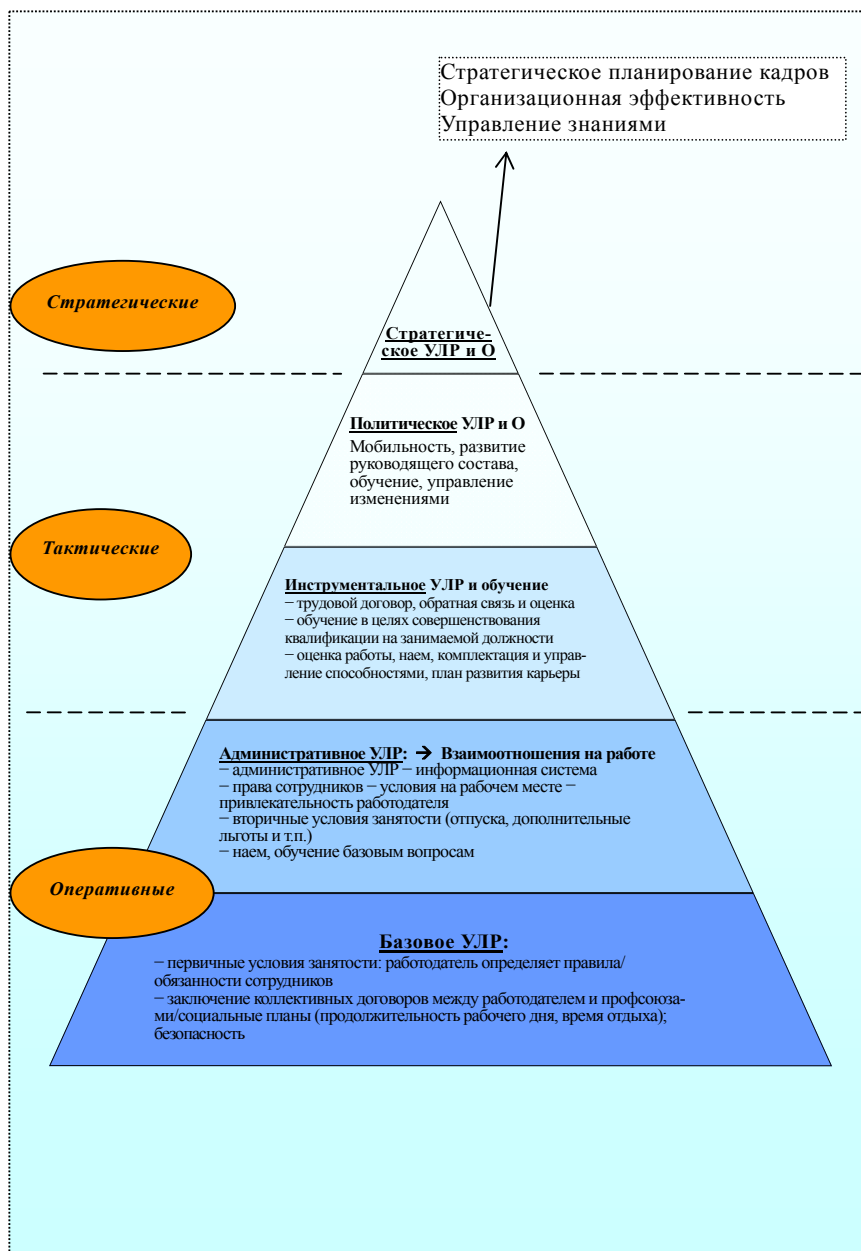 Стратегическое планирование кадров
Организационная эффективность
Управление знаниями
Стратегические
Стратегиче-
ское УЛР и О
Политическое УЛР и О
Мобильность, развитие
руководящего состава,
обучение, управление
изменениями
Тактические
Инструментальное УЛР и обучение
− трудовой договор, обратная связь и оценка
− обучение в целях совершенствования
квалификации на занимаемой должности
− оценка работы, наем, комплектация и управ-
ление способностями, план развития карьеры
Административное УЛР: → Взаимоотношения на работе
− административное УЛР − информационная система
− права сотрудников − условия на рабочем месте −
привлекательность работодателя
− вторичные условия занятости (отпуска, дополнительные
льготы и т.п.)
− наем, обучение базовым вопросам
Оперативные
Базовое УЛР:
− первичные условия занятости: работодатель определяет правила/
обязанности сотрудников
− заключение коллективных договоров между работодателем и профсоюза-
ми/социальные планы (продолжительность рабочего дня, время отдыха);
безопасность